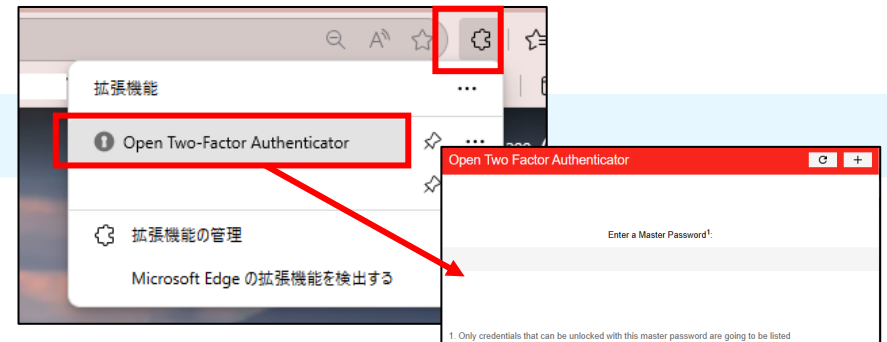 拡張機能
Open Two-Factor Authenticator
拡張機能の管理
Microsoft Edge の拡張機能を検出する
Open Two Factor Authenticator
C +
Enter a Master Password¹:
1. Only credentials that can be unlocked with this master password are going to be listed